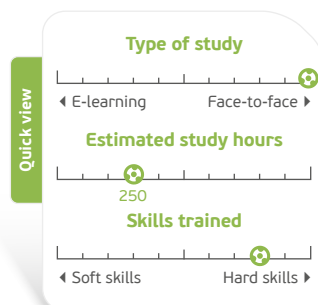 Type of study
◂ E-learning Face-to-face ▸
Quick view
Estimated study hours
250
Skills trained
◂ Soft skills Hard skills ▸